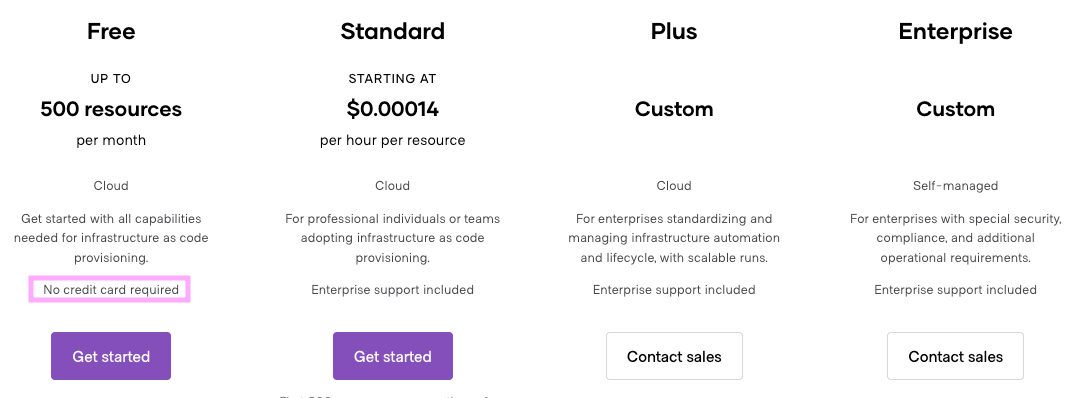 Free
UP TO
500 resources
per month
Cloud
Get started with all capabilities
needed for infrastructure as code
provisioning.
No credit card required
Get started
Standard
STARTING AT
$0.00014
per hour per resource
Cloud
For professional individuals or teams
adopting infrastructure as code
provisioning.
Enterprise support included
Get started
Plus
Custom
Cloud
For enterprises standardizing and
managing infrastructure automation
and lifecycle, with scalable runs.
Enterprise support included
Contact sales
Enterprise
Custom
Self-managed
For enterprises with special security,
compliance, and additional
operational requirements.
Enterprise support included
Contact sales